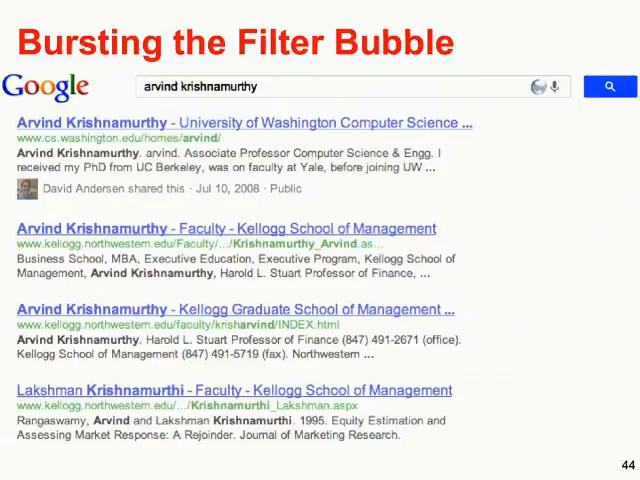 Bursting the Filter Bubble
Google
arvind krishnamurthy
Arvind Krishnamurthy - University of Washington Computer Science ...
www.cs.washington.edu/homes/arvind/
Arvind Krishnamurthy. arvind. Associate Professor Computer Science & Engg. I
received my PhD from UC Berkeley, was on faculty at Yale, before joining UW ...
David Andersen shared this · Jul 10, 2008 · Public
Arvind Krishnamurthy - Faculty - Kellogg School of Management
www.kellogg.northwestern.edu/Faculty/.../Krishnamurthy_Arvind.as...
Business School, MBA, Executive Education, Executive Program, Kellogg School of
Management, Arvind Krishnamurthy, Harold L. Stuart Professor of Finance, ...
Arvind Krishnamurthy - Kellogg Graduate School of Management ...
www.kellogg.northwestern.edu/faculty/krisharvind/INDEX.html
Arvind Krishnamurthy. Harold L. Stuart Professor of Finance (847) 491-2671 (office).
Kellogg School of Management (847) 491-5719 (fax). Northwestern ...
Lakshman Krishnamurthi - Faculty - Kellogg School of Management
www.kellogg.northwestern.edu/.../Krishnamurthi_Lakshman.aspx
Rangaswamy, Arvind and Lakshman Krishnamurthi. 1995. Equity Estimation and
Assessing Market Response: A Rejoinder. Journal of Marketing Research.
44